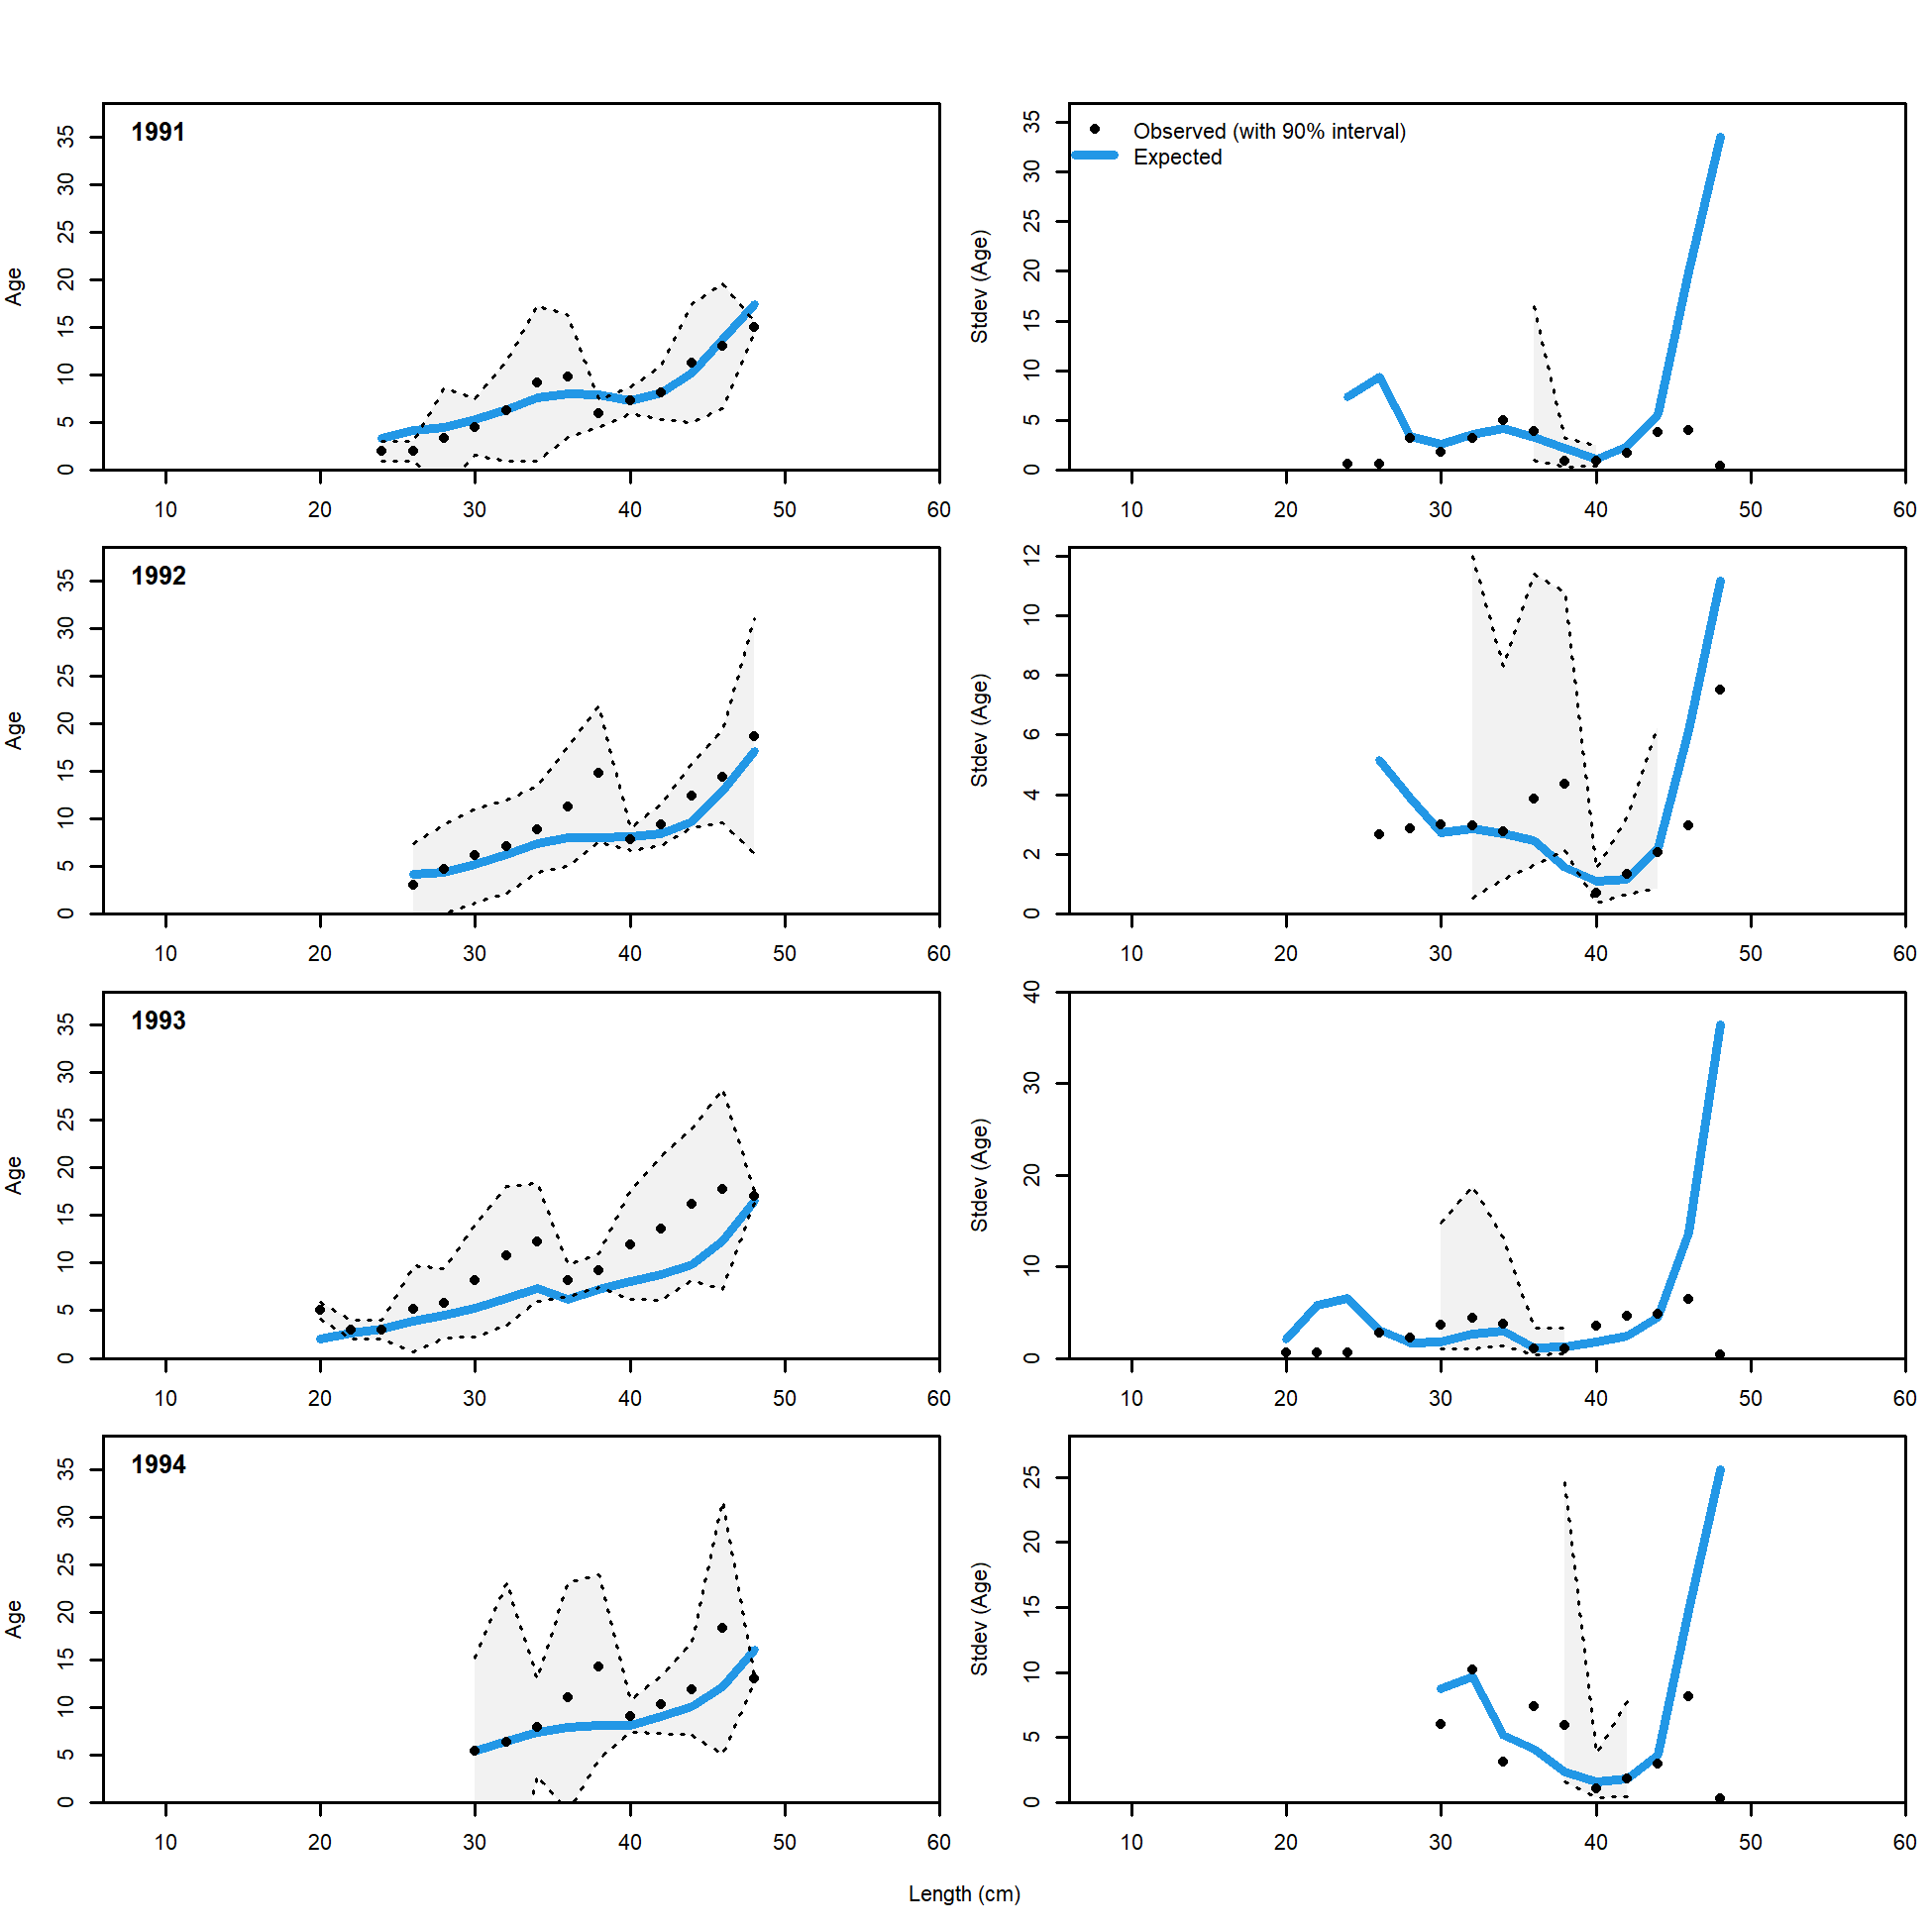 1991
Age
0 5 10 15 20 25 30 35
10 20 30 40 50 60
Observed (with 90% interval)
Expected
Stdev (Age)
0 5 10 15 20 25 30 35
10 20 30 40 50 60
1992
Age
0 5 10 15 20 25 30 35
10 20 30 40 50 60
Stdev (Age)
0 2 4 6 8 10 12
10 20 30 40 50 60
1993
Age
0 5 10 15 20 25 30 35
10 20 30 40 50 60
Stdev (Age)
0 10 20 30 40
10 20 30 40 50 60
1994
Age
0 5 10 15 20 25 30 35
10 20 30 40 50 60
Stdev (Age)
0 5 10 15 20 25
10 20 30 40 50 60
Length (cm)